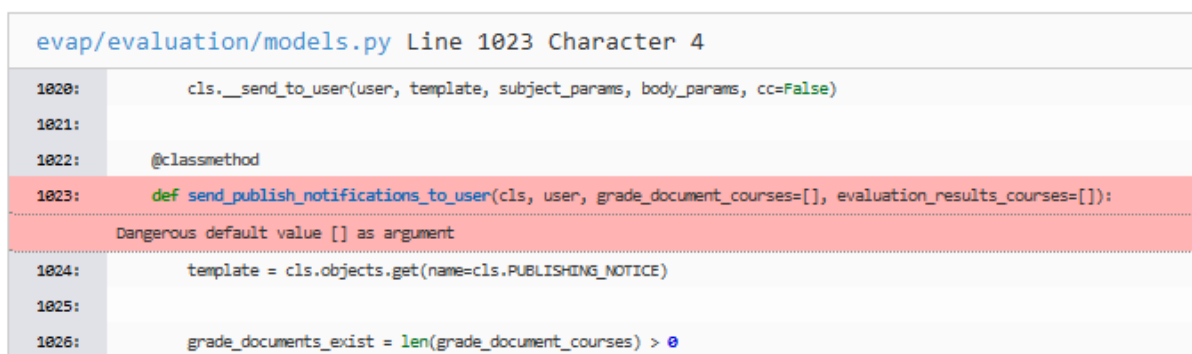 evap/evaluation/models.py Line 1023 Character 4
1020: cls.__send_to_user(user, template, subject_params, body_params, cc=False)
1021:
1022: @classmethod
1023: def send_publish_notifications_to_user(cls, user, grade_document_courses=[], evaluation_results_courses=[]):
Dangerous default value [] as argument
1024: template = cls.objects.get(name=cls.PUBLISHING_NOTICE)
1025:
1026: grade_documents_exist = len(grade_document_courses) > 0